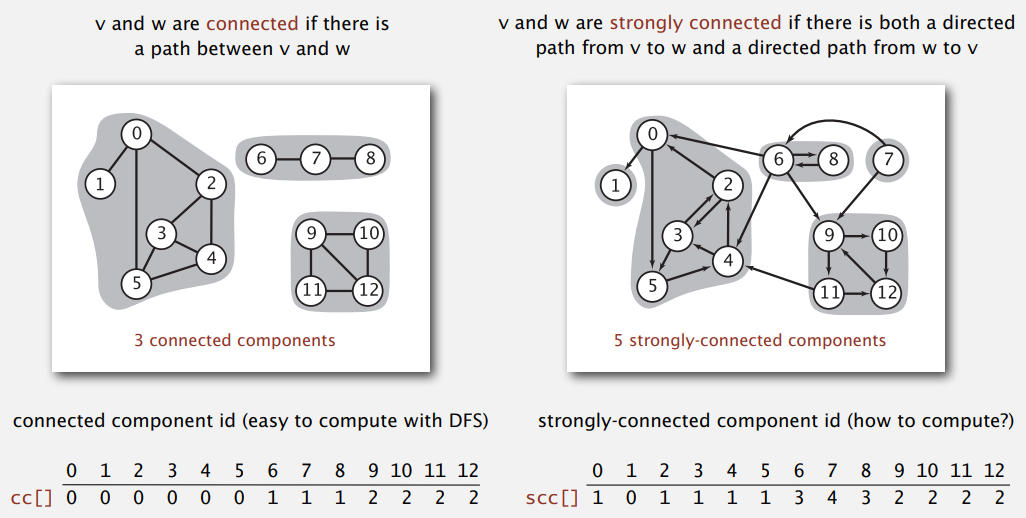 v and w are connected if there is
a path between v and w
0
1
2
3
4
5
6
7
8
9
10
11
12
3 connected components
connected component id (easy to compute with DFS)
0 1 2 3 4 5 6 7 8 9 10 11 12
cc[] 0 0 0 0 0 0 1 1 1 2 2 2 2
v and w are strongly connected if there is both a directed
path from v to w and a directed path from w to v
0
1
2
3
4
5
6
8
7
9
10
11
12
5 strongly-connected components
strongly-connected component id (how to compute?)
0 1 2 3 4 5 6 7 8 9 10 11 12
scc[] 1 0 1 1 1 1 3 4 3 2 2 2 2